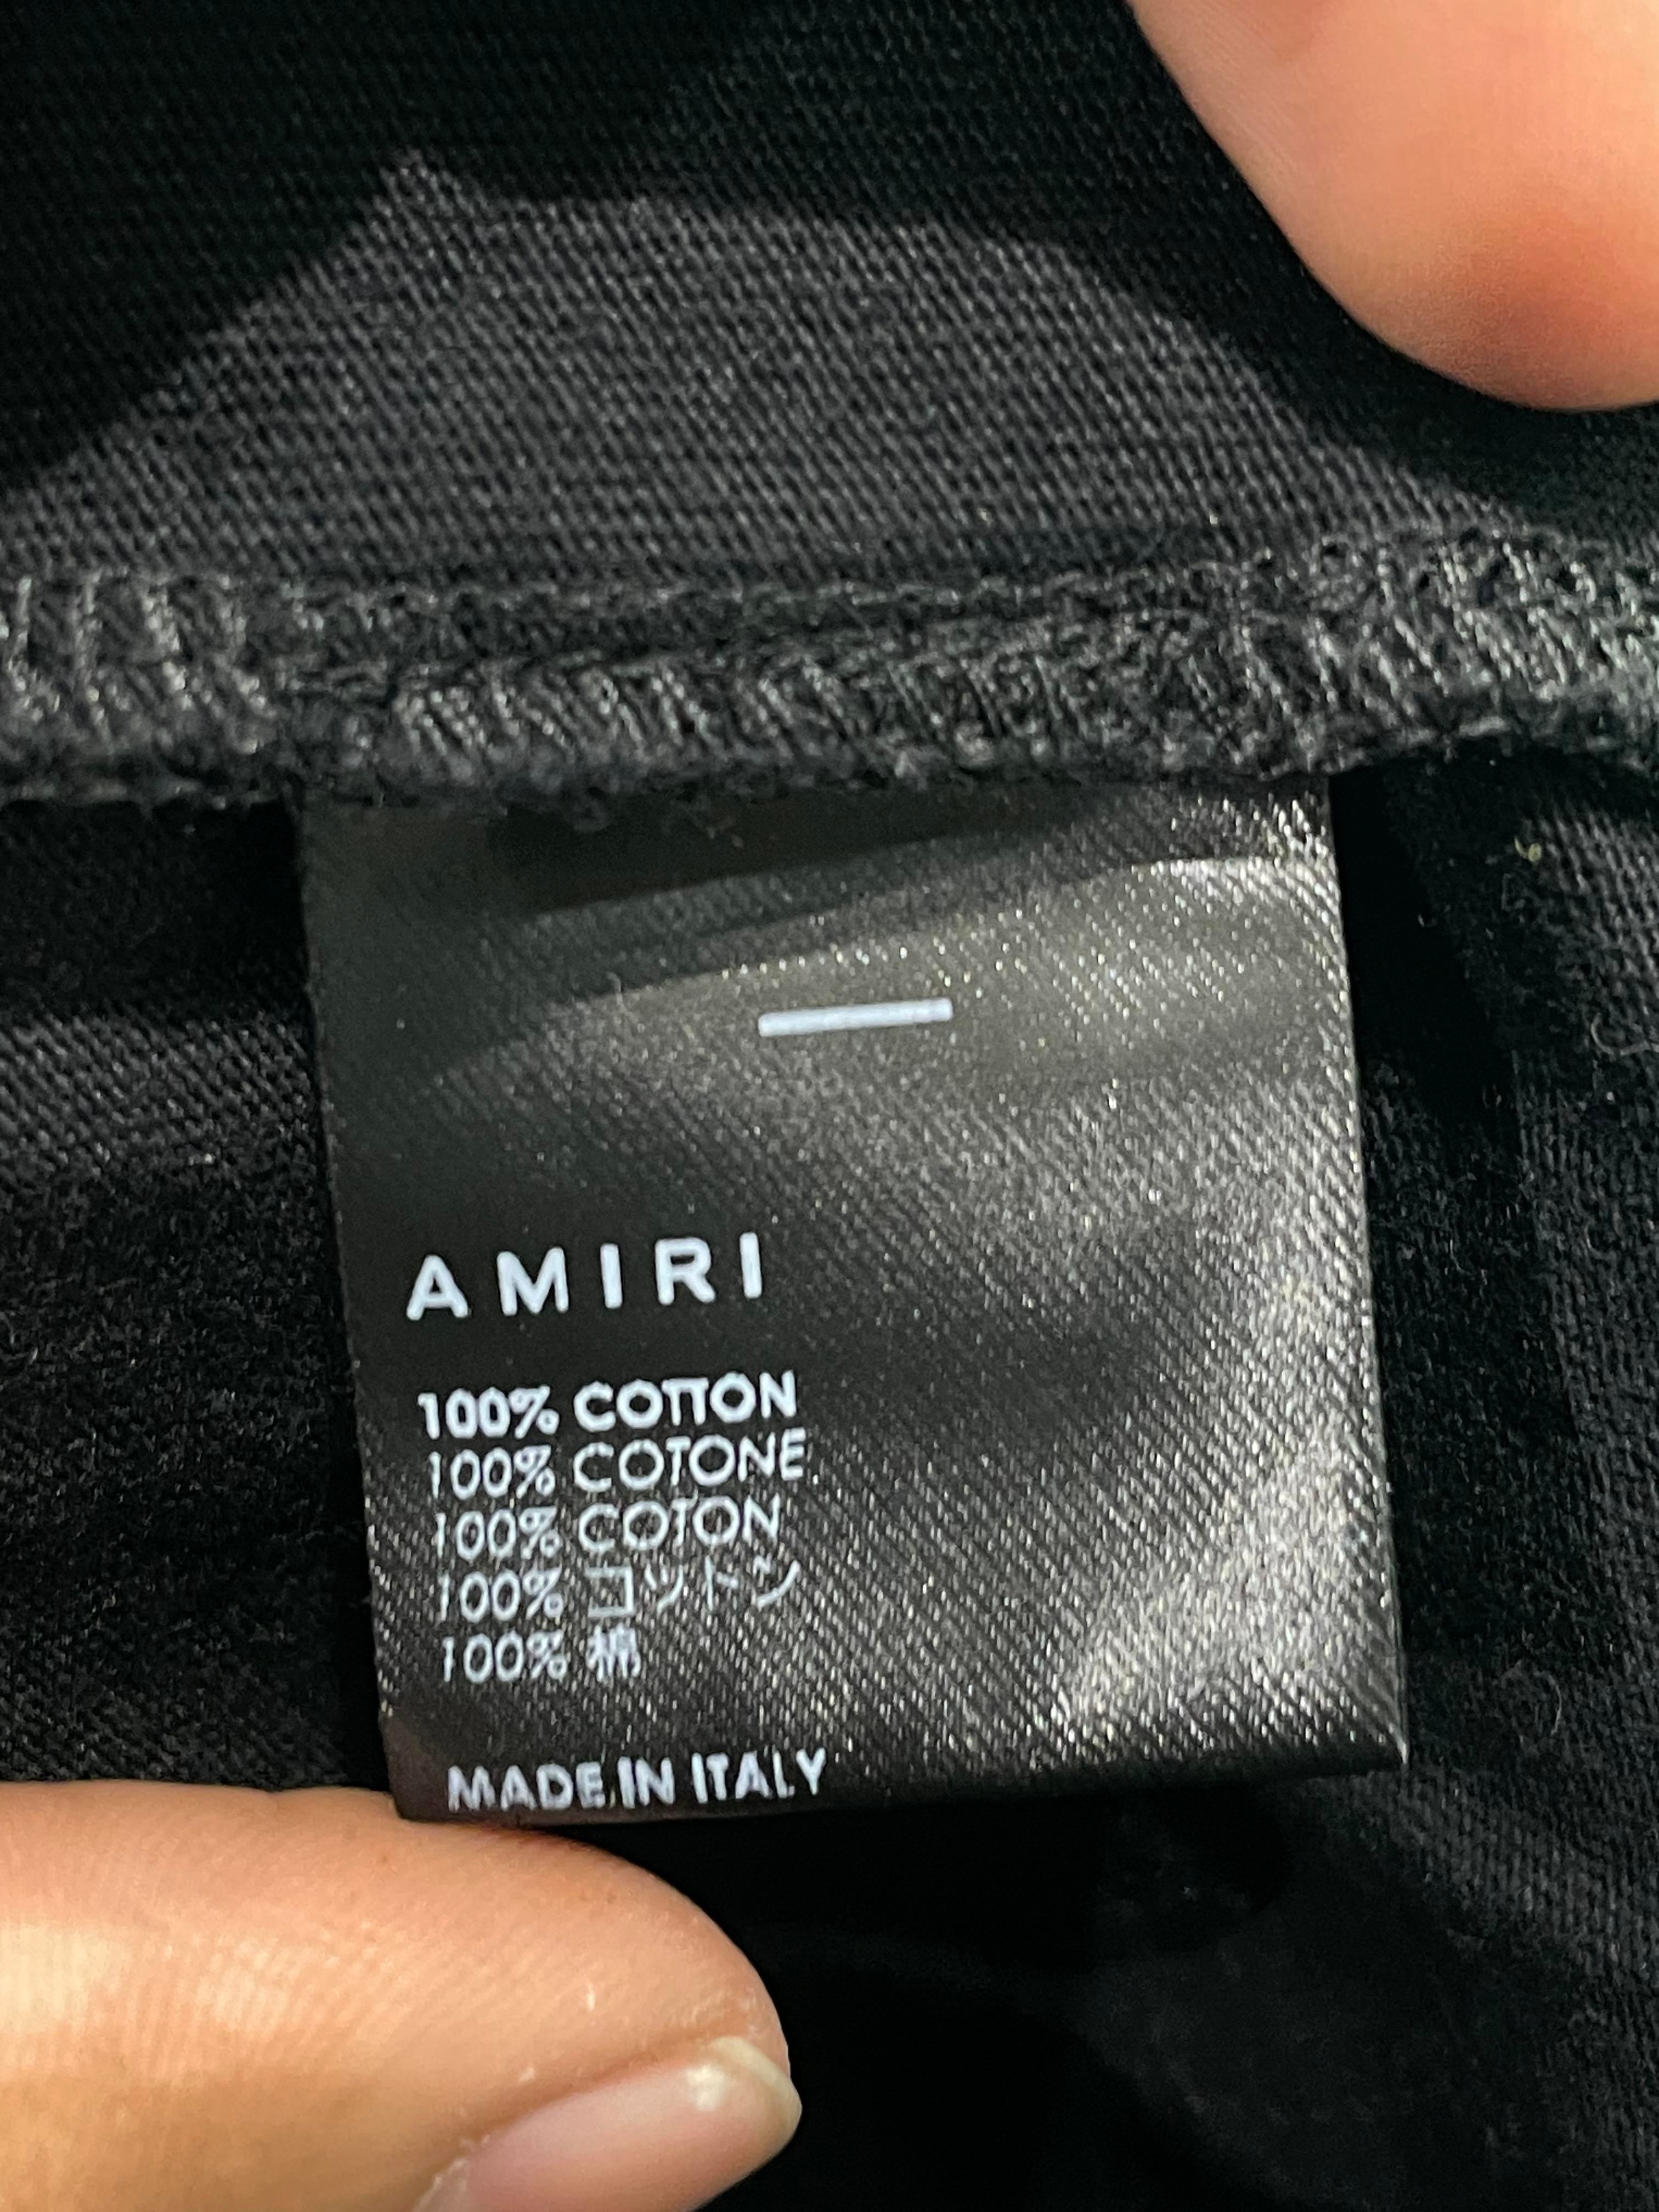 AMIRI
100% COTTON
100% COTONE
100% COTON
100% コットン
100% 棉
MADE IN ITALY